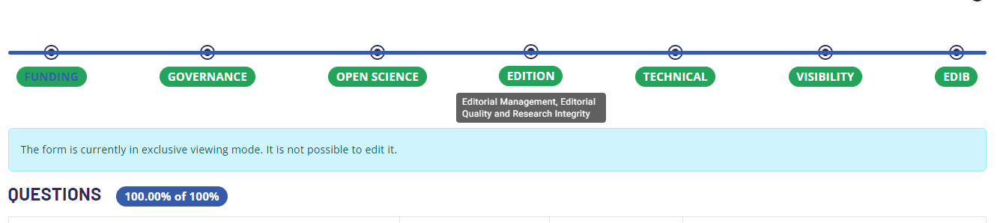 FUNDING GOVERNANCE OPEN SCIENCE EDITION TECHNICAL VISIBILITY EDIB
Editorial Management, Editorial
Quality and Research Integrity
The form is currently in exclusive viewing mode. It is not possible to edit it.
QUESTIONS 100.00% of 100%